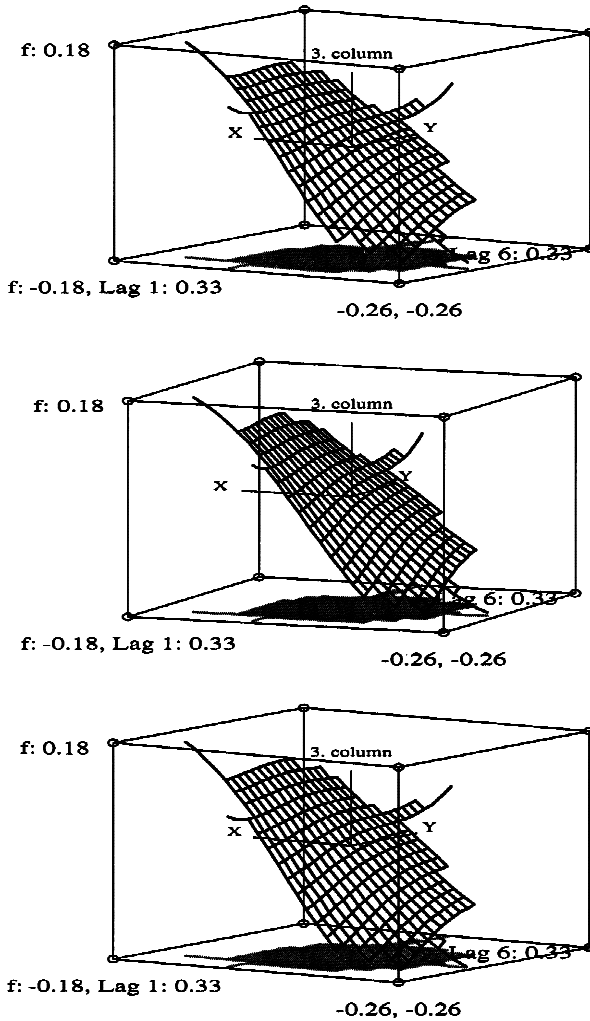 3. column
f: 0.18
X
Y
Lag 6: 0.33
f: -0.18, Lag 1: 0.33
-0.26, -0.26
3. column
f: 0.18
Y
X
Lag 6: 0.33
f: -0.18, Lag 1: 0.33
-0.26, -0.26
f: 0.18
3. column
X
Y
Lag 6: 0.33
f: -0.18, Lag 1: 0.33
-0.26, -0.26